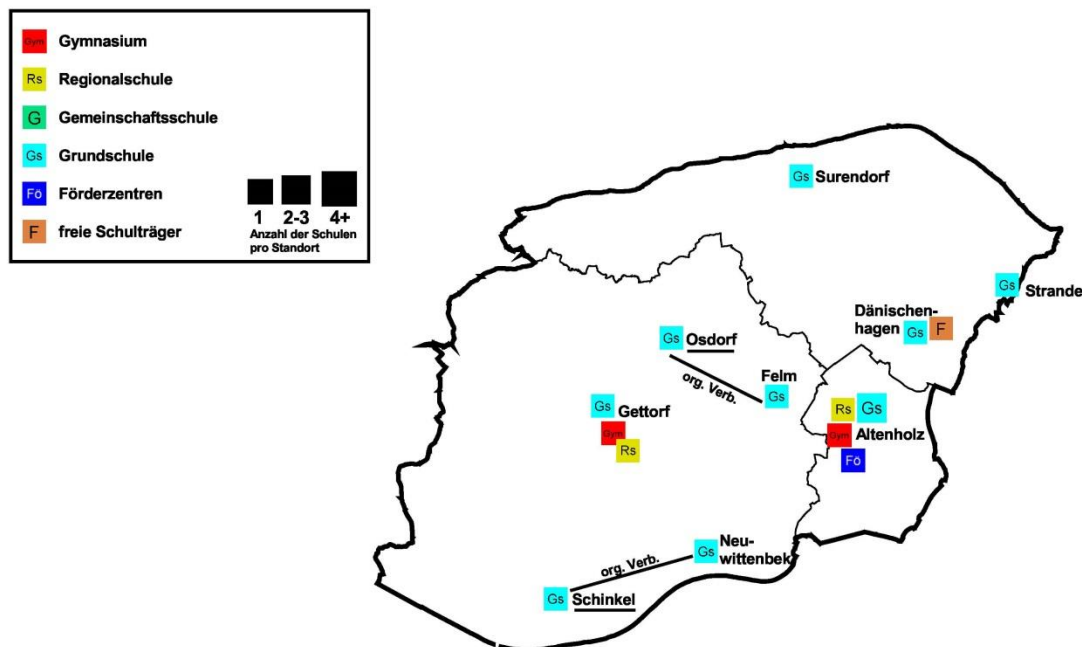 Gym Gymnasium
Rs Regionalschule
G Gemeinschaftsschule
Gs Grundschule
Fö Förderzentren
F freie Schulträger
1 2-3 4+
Anzahl der Schulen
pro Standort
Gs Surendorf
Gs Strande
Dänischen-
hagen Gs F
Gs Osdorf
org. Verb.
Felm
Gs
Gs Gettorf
Gym
Rs
Rs Gs
Gym Altenholz
Fö
Gs Neu-
wittenbek
org. Verb.
Gs Schinkel